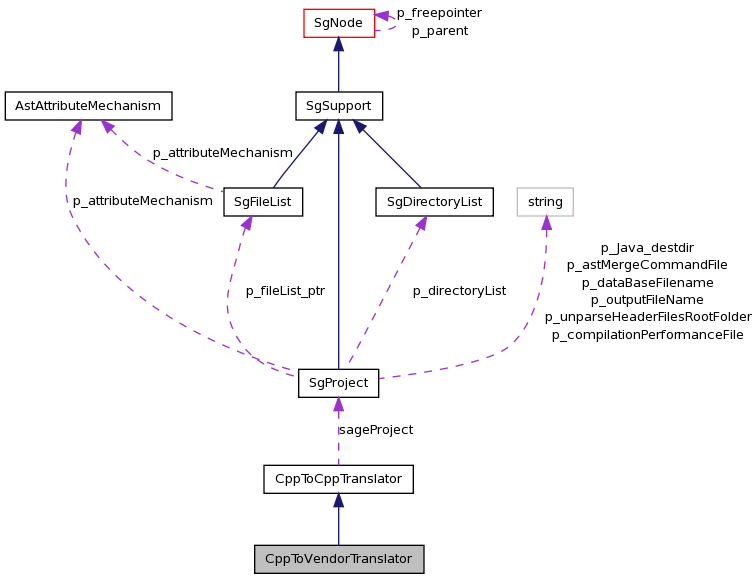 p_freepointer
SgNode
p_parent
AstAttributeMechanism
SgSupport
p_attributeMechanism
p_attributeMechanism
SgFileList
SgDirectoryList
string
p_Java_destdir
p_astMergeCommandFile
p_dataBaseFilename
p_fileList_ptr
p_directoryList
p_outputFileName
p_unparseHeaderFilesRootFolder
p_compilationPerformanceFile
SgProject
sageProject
CppToCppTranslator
CppToVendorTranslator